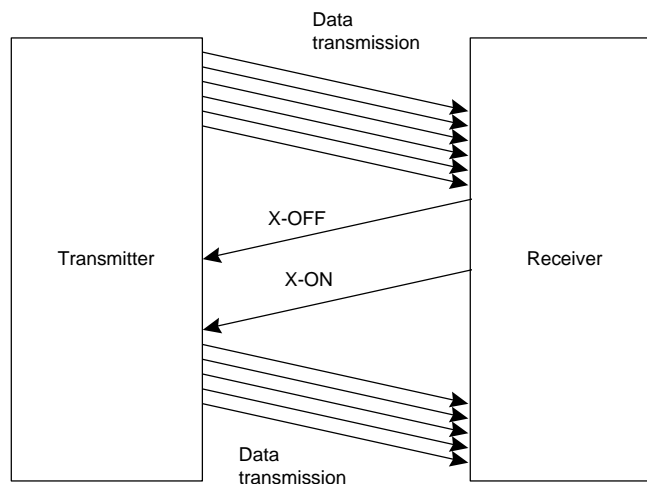 Data
transmission
X-OFF
Transmitter
Receiver
X-ON
Data
transmission